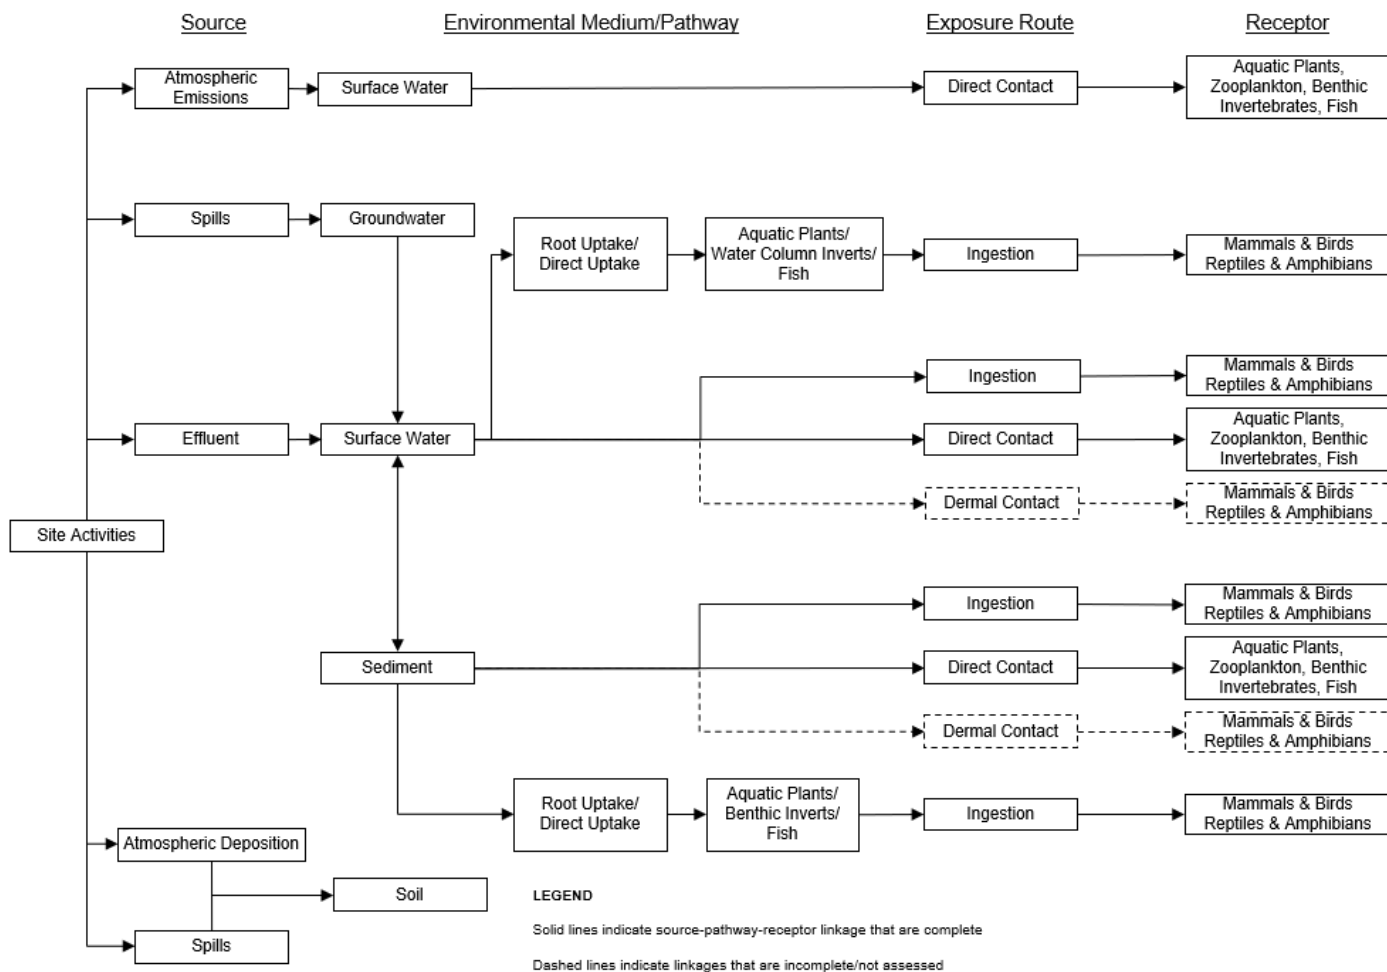 Source
Environmental Medium/Pathway
Exposure Route
Receptor
Atmospheric
Emissions
Surface Water
Direct Contact
Aquatic Plants,
Zooplankton, Benthic
Invertebrates, Fish
Spills
Groundwater
Root Uptake/
Direct Uptake
Aquatic Plants/
Water Column Inverts/
Fish
Ingestion
Mammals & Birds
Reptiles & Amphibians
Ingestion
Mammals & Birds
Reptiles & Amphibians
Effluent
Surface Water
Direct Contact
Aquatic Plants,
Zooplankton, Benthic
Invertebrates, Fish
Dermal Contact
Mammals & Birds
Reptiles & Amphibians
Site Activities
Ingestion
Mammals & Birds
Reptiles & Amphibians
Sediment
Direct Contact
Aquatic Plants,
Zooplankton, Benthic
Invertebrates, Fish
Dermal Contact
Mammals & Birds
Reptiles & Amphibians
Root Uptake/
Direct Uptake
Aquatic Plants/
Benthic Inverts/
Fish
Ingestion
Mammals & Birds
Reptiles & Amphibians
Atmospheric Deposition
Soil
Spills
LEGEND
Solid lines indicate source-pathway-receptor linkage that are complete
Dashed lines indicate linkages that are incomplete/not assessed